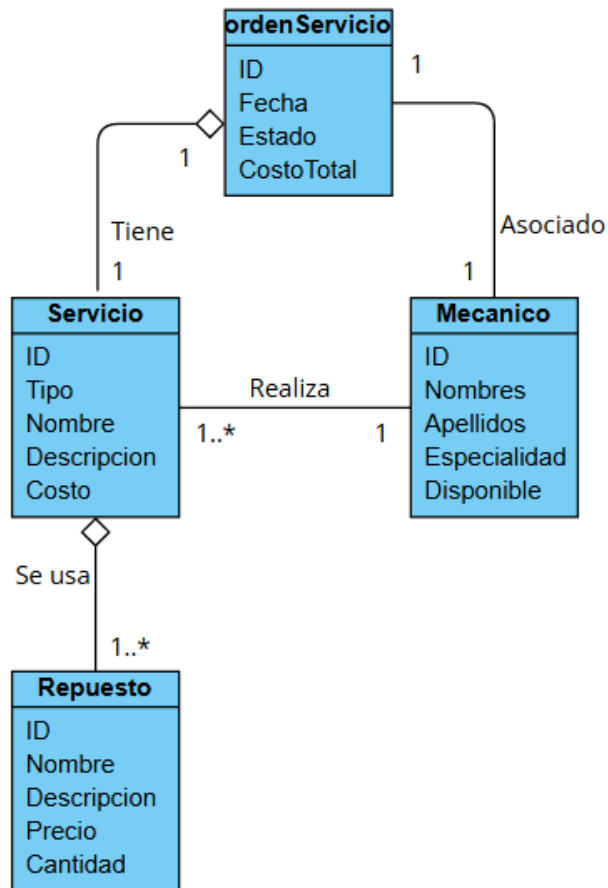 ordenServicio
ID
Fecha
Estado
CostoTotal
1
1
Tiene
1
Asociado
1
Servicio
ID
Tipo
Nombre
Descripcion
Costo
Realiza
1..*
1
Mecanico
ID
Nombres
Apellidos
Especialidad
Disponible
Se usa
1..*
Repuesto
ID
Nombre
Descripcion
Precio
Cantidad